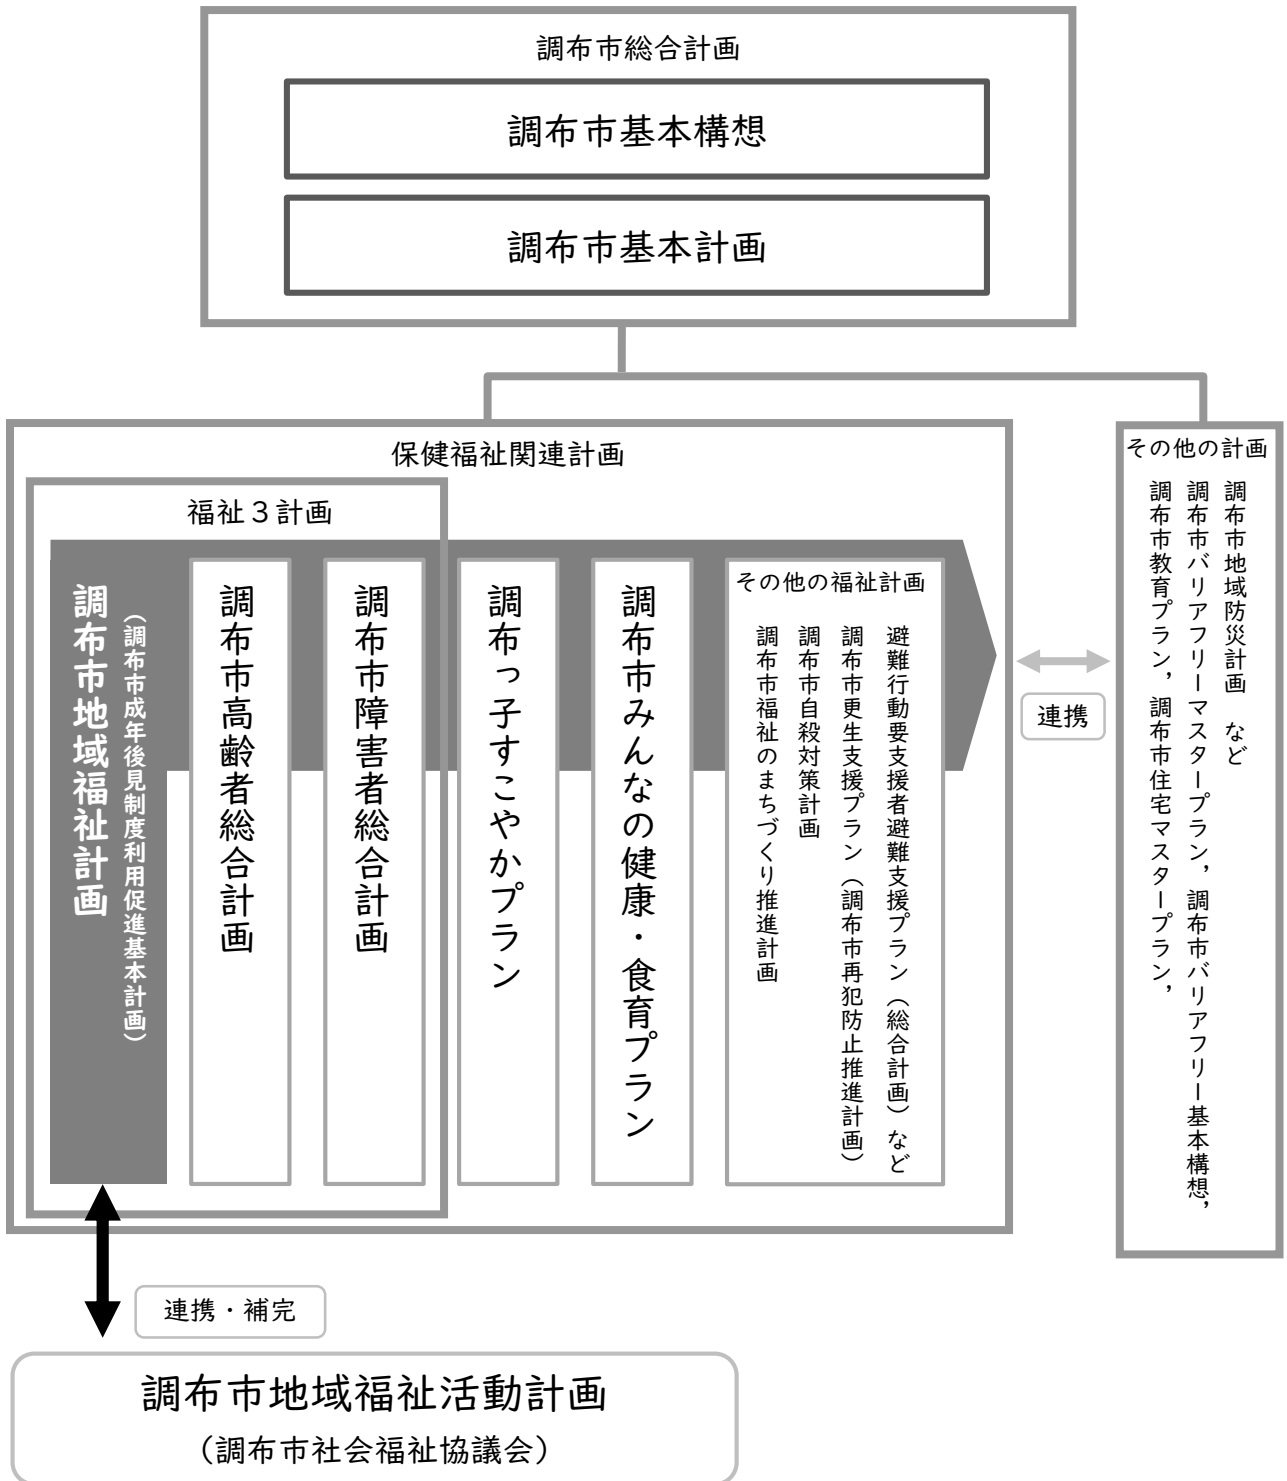 調布市総合計画
調布市基本構想
調布市基本計画
保健福祉関連計画
福祉3計画
調布市地域福祉計画
（調布市成年後見制度利用促進基本計画）
調布市高齢者総合計画
調布市障害者総合計画
調布っ子すこやかプラン
調布市みんなの健康・食育プラン
その他の福祉計画
調布市福祉のまちづくり推進計画
調布市自殺対策計画
調布市更生支援プラン（調布市再犯防止推進計画）
避難行動要支援者避難支援プラン（総合計画）など
連携
その他の計画
調布市教育プラン，調布市住宅マスタープラン，
調布市バリアフリーマスタープラン，調布市バリアフリー基本構想，
調布市地域防災計画　など
連携・補完
調布市地域福祉活動計画
（調布市社会福祉協議会）